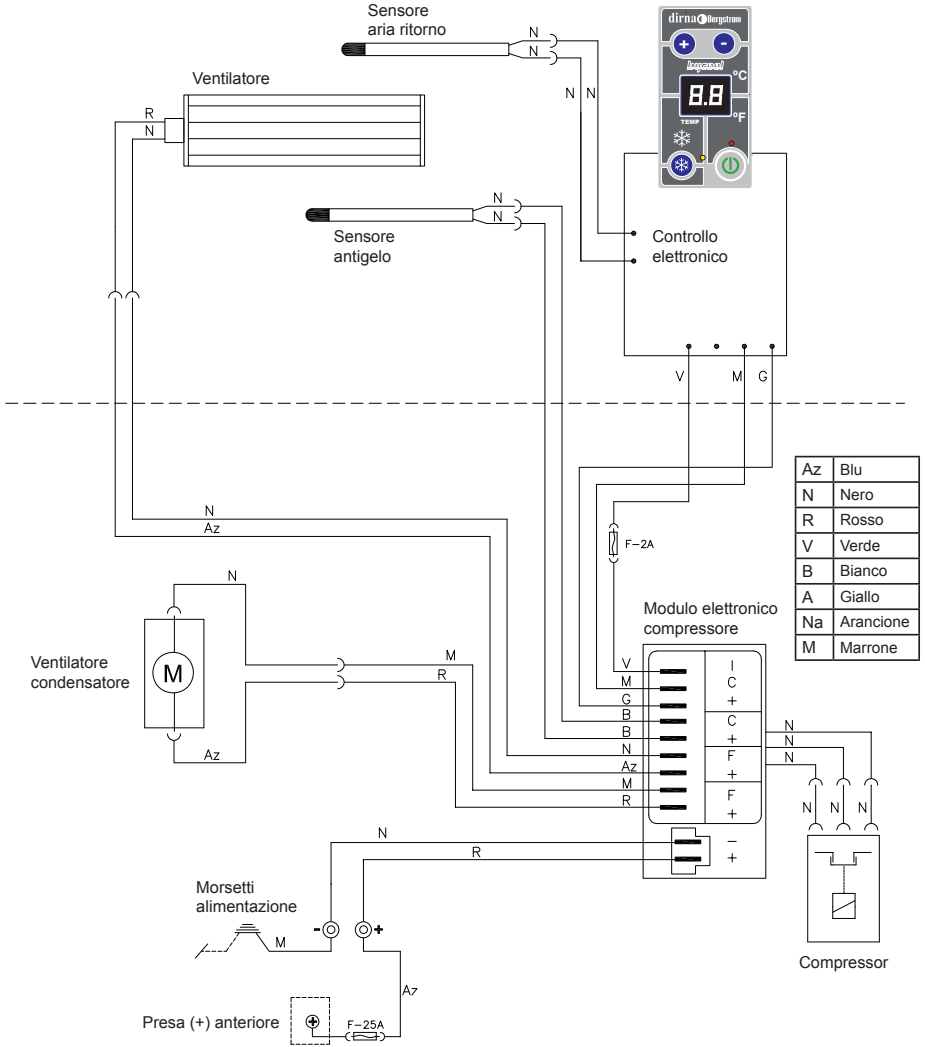 Sensore
aria ritorno
dirna Bergstrom
+ -
N
N
°C
8.8
N N
°F
TEMP
Ventilatore
R
N
N
N
Sensore
antigelo
Controllo
elettronico
V M G
N
Az
F-2A
Az Blu
N Nero
R Rosso
V Verde
B Bianco
A Giallo
Na Arancione
M Marrone
N
Modulo elettronico
compressore
Ventilatore
condensatore
M
M
R
Az
V I
M C
G +
B C
B +
N F
Az +
M F
R +
N
N
N
N N N
N
R
-
+
Morsetti
alimentazione
- +
M
Az
Compressor
Presa (+) anteriore
+
F-25A